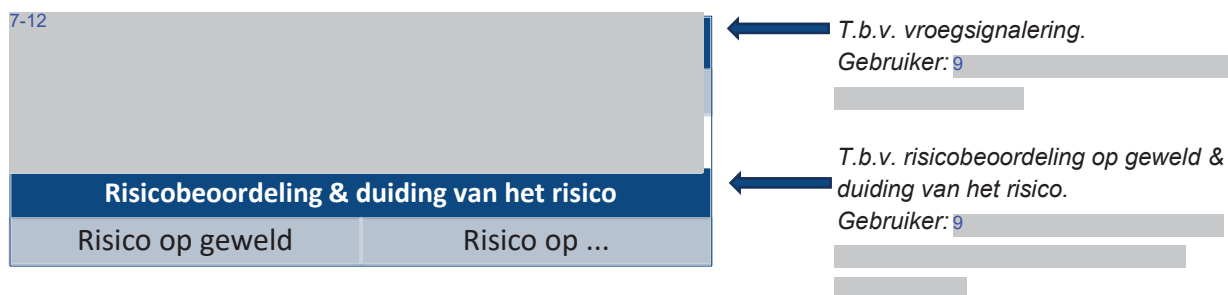 7-12
T.b.v. vroegsignalering.
Gebruiker: 9
T.b.v. risicobeoordeling op geweld &
duiding van het risico.
Gebruiker: 9
Risicobeoordeling & duiding van het risico
Risico op geweld
Risico op ...